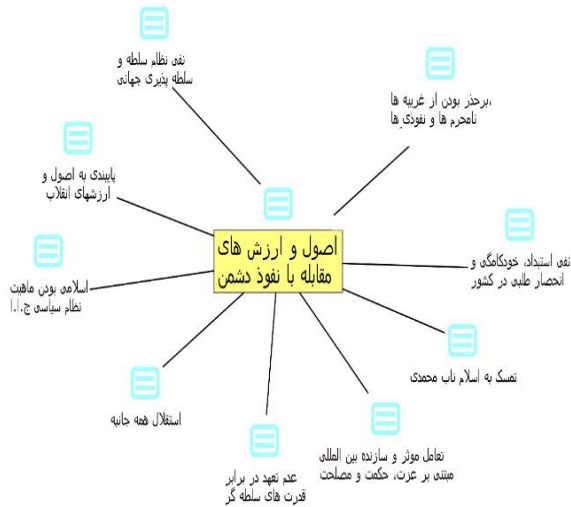 نفی نظام سلطه و
سلطه پذیری جهانی
برحذر بودن از غریبه ها،
نامحرم ها و نفوذی ها
پایبندی به اصول و
ارزشهای انقلاب
اصول و ارزش های
مقابله با نفوذ دشمن
نفی استبداد، خودکامگی و
انحصار طلبی در کشور
اسلامی بودن ماهیت
نظام سیاسی ج.ا.ا
تمسک به اسلام ناب محمدی
استقلال همه جانبه
تعامل موثر و سازنده بین المللی
مبتنی بر عزت، حکمت و مصلحت
عدم تعهد در برابر
قدرت های سلطه گر